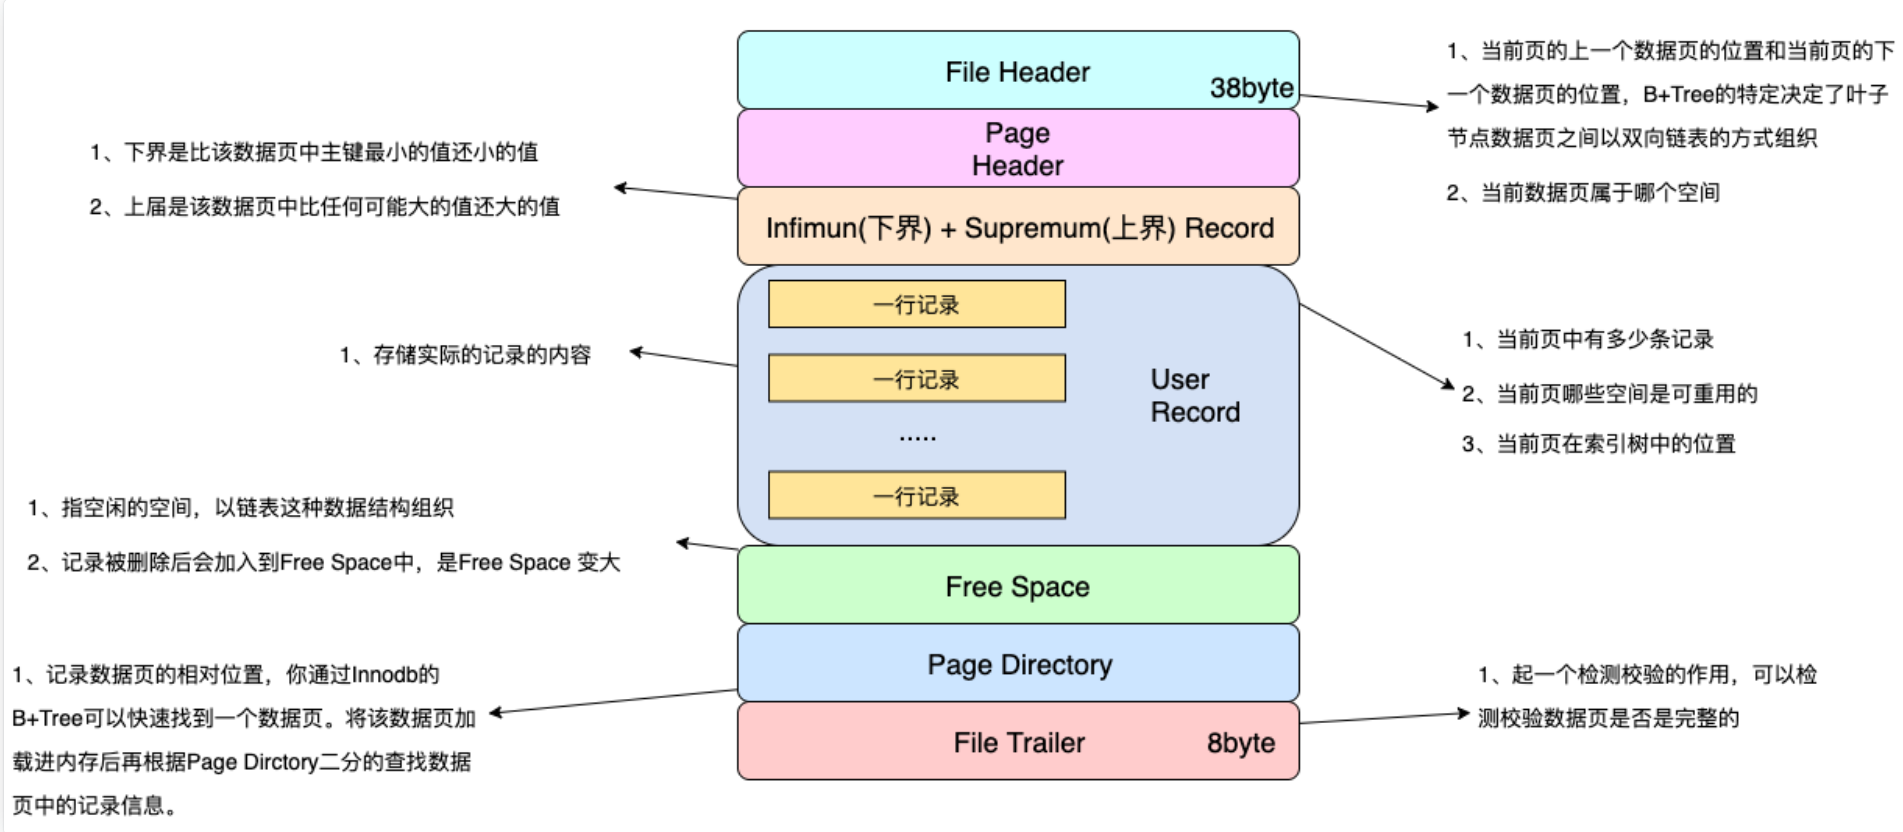 File Header
38byte
1、当前页的上一个数据页的位置和当前页的下
一个数据页的位置，B+Tree的特定决定了叶子
节点数据页之间以双向链表的方式组织
2、当前数据页属于哪个空间
Page
Header
1、下界是比该数据页中主键最小的值还小的值
2、上届是该数据页中比任何可能大的值还大的值
Infimun(下界) + Supremum(上界) Record
一行记录
一行记录
.....
一行记录
User
Record
1、存储实际的记录的内容
1、当前页中有多少条记录
2、当前页哪些空间是可重用的
3、当前页在索引树中的位置
1、指空闲的空间，以链表这种数据结构组织
2、记录被删除后会加入到Free Space中，是Free Space 变大
Free Space
Page Directory
1、记录数据页的相对位置，你通过Innodb的
B+Tree可以快速找到一个数据页。将该数据页加
载进内存后再根据Page Dirctory二分的查找数据
页中的记录信息。
File Trailer
8byte
1、起一个检测校验的作用，可以检
测校验数据页是否是完整的